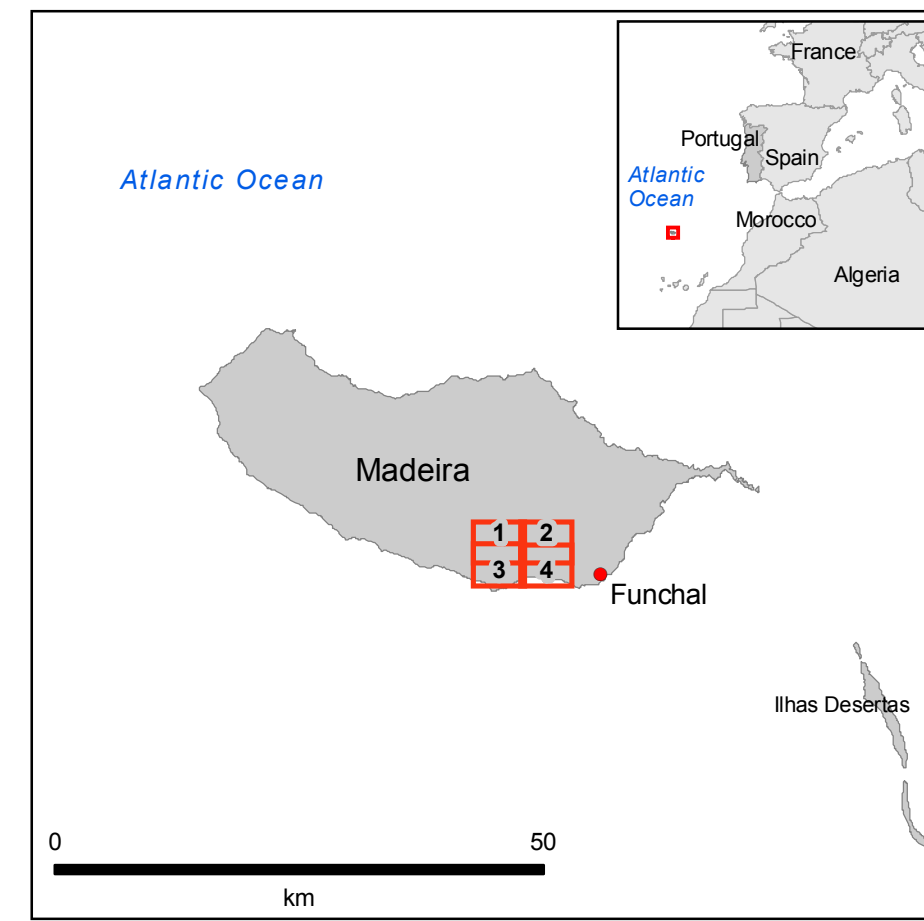 France
Portugal
Spain
Atlantic
Ocean
Morocco
Algeria
Atlantic Ocean
Madeira
1 2
3 4
Funchal
Ilhas Desertas
0 50
km